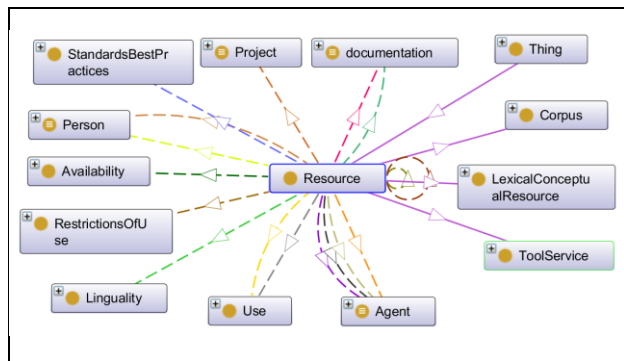 StandardsBestPr
actices
Project
documentation
Thing
Person
Corpus
Availability
Resource
LexicalConceptu
alResource
RestrictionsOfU
se
ToolService
Linguality
Use
Agent